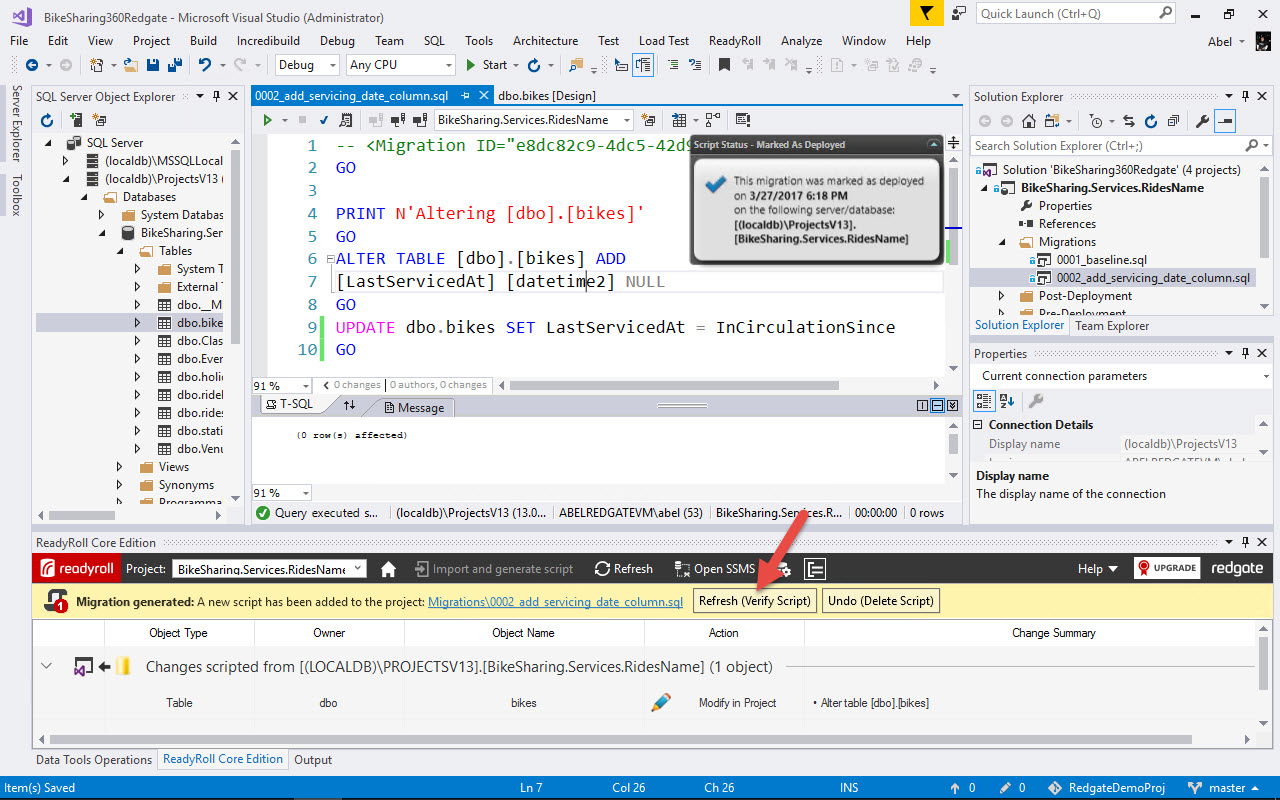 BikeSharing360Redgate - Microsoft Visual Studio (Administrator)
Quick Launch (Ctrl+Q)
File Edit View Project Build Incredibuild Debug Team SQL Tools Architecture Test Load Test ReadyRoll Analyze Window Help
Abel
Debug Any CPU Start
Server Explorer
Toolbox
SQL Server Object Explorer
SQL Server
(localdb)\MSSQLLocal
(localdb)\ProjectsV13 (
Databases
System Databas
BikeSharing.Ser
Tables
System T
External T
dbo.__M
dbo.bike
dbo.Clas
dbo.Even
dbo.holic
dbo.ridel
dbo.rides
dbo.stati
dbo.Venu
Views
Synonyms
0002_add_servicing_date_column.sql
dbo.bikes [Design]
BikeSharing.Services.RidesName
1 -- <Migration ID="e8dc82c9-4dc5-42d9
2 GO
3
4 PRINT N'Altering [dbo].[bikes]'
5 GO
6 ALTER TABLE [dbo].[bikes] ADD
7 [LastServicedAt] [datetime2] NULL
8 GO
9 UPDATE dbo.bikes SET LastServicedAt = InCirculationSince
10 GO
Script Status - Marked As Deployed
This migration was marked as deployed
on 3/27/2017 6:18 PM
on the following server/database:
[(localdb)\ProjectsV13].
[BikeSharing.Services.RidesName]
91 % 0 changes | 0 authors, 0 changes
T-SQL Message
(0 row(s) affected)
91 %
Query executed s... (localdb)\ProjectsV13 (13.0... ABELREDGATEVM\abel (53) BikeSharing.Services.R... 00:00:00 0 rows
Solution Explorer
Search Solution Explorer (Ctrl+;)
Solution 'BikeSharing360Redgate' (4 projects)
BikeSharing.Services.RidesName
Properties
References
Migrations
0001_baseline.sql
0002_add_servicing_date_column.sql
Post-Deployment
Pre-Deployment
Solution Explorer Team Explorer
Properties
Current connection parameters
Connection Details
Display name (localdb)\ProjectsV13
Display name
The display name of the connection
ReadyRoll Core Edition
readyroll Project: BikeSharing.Services.RidesName Import and generate script Refresh Open SSMS Help UPGRADE redgate
1 Migration generated: A new script has been added to the project: Migrations\0002_add_servicing_date_column.sql Refresh (Verify Script) Undo (Delete Script)
Object Type Owner Object Name Action Change Summary
Changes scripted from [(LOCALDB)\PROJECTSV13].[BikeSharing.Services.RidesName] (1 object)
Table dbo bikes Modify in Project • Alter table [dbo].[bikes]
Data Tools Operations ReadyRoll Core Edition Output
Item(s) Saved Ln 7 Col 26 Ch 26 INS 0 0 RedgateDemoProj master